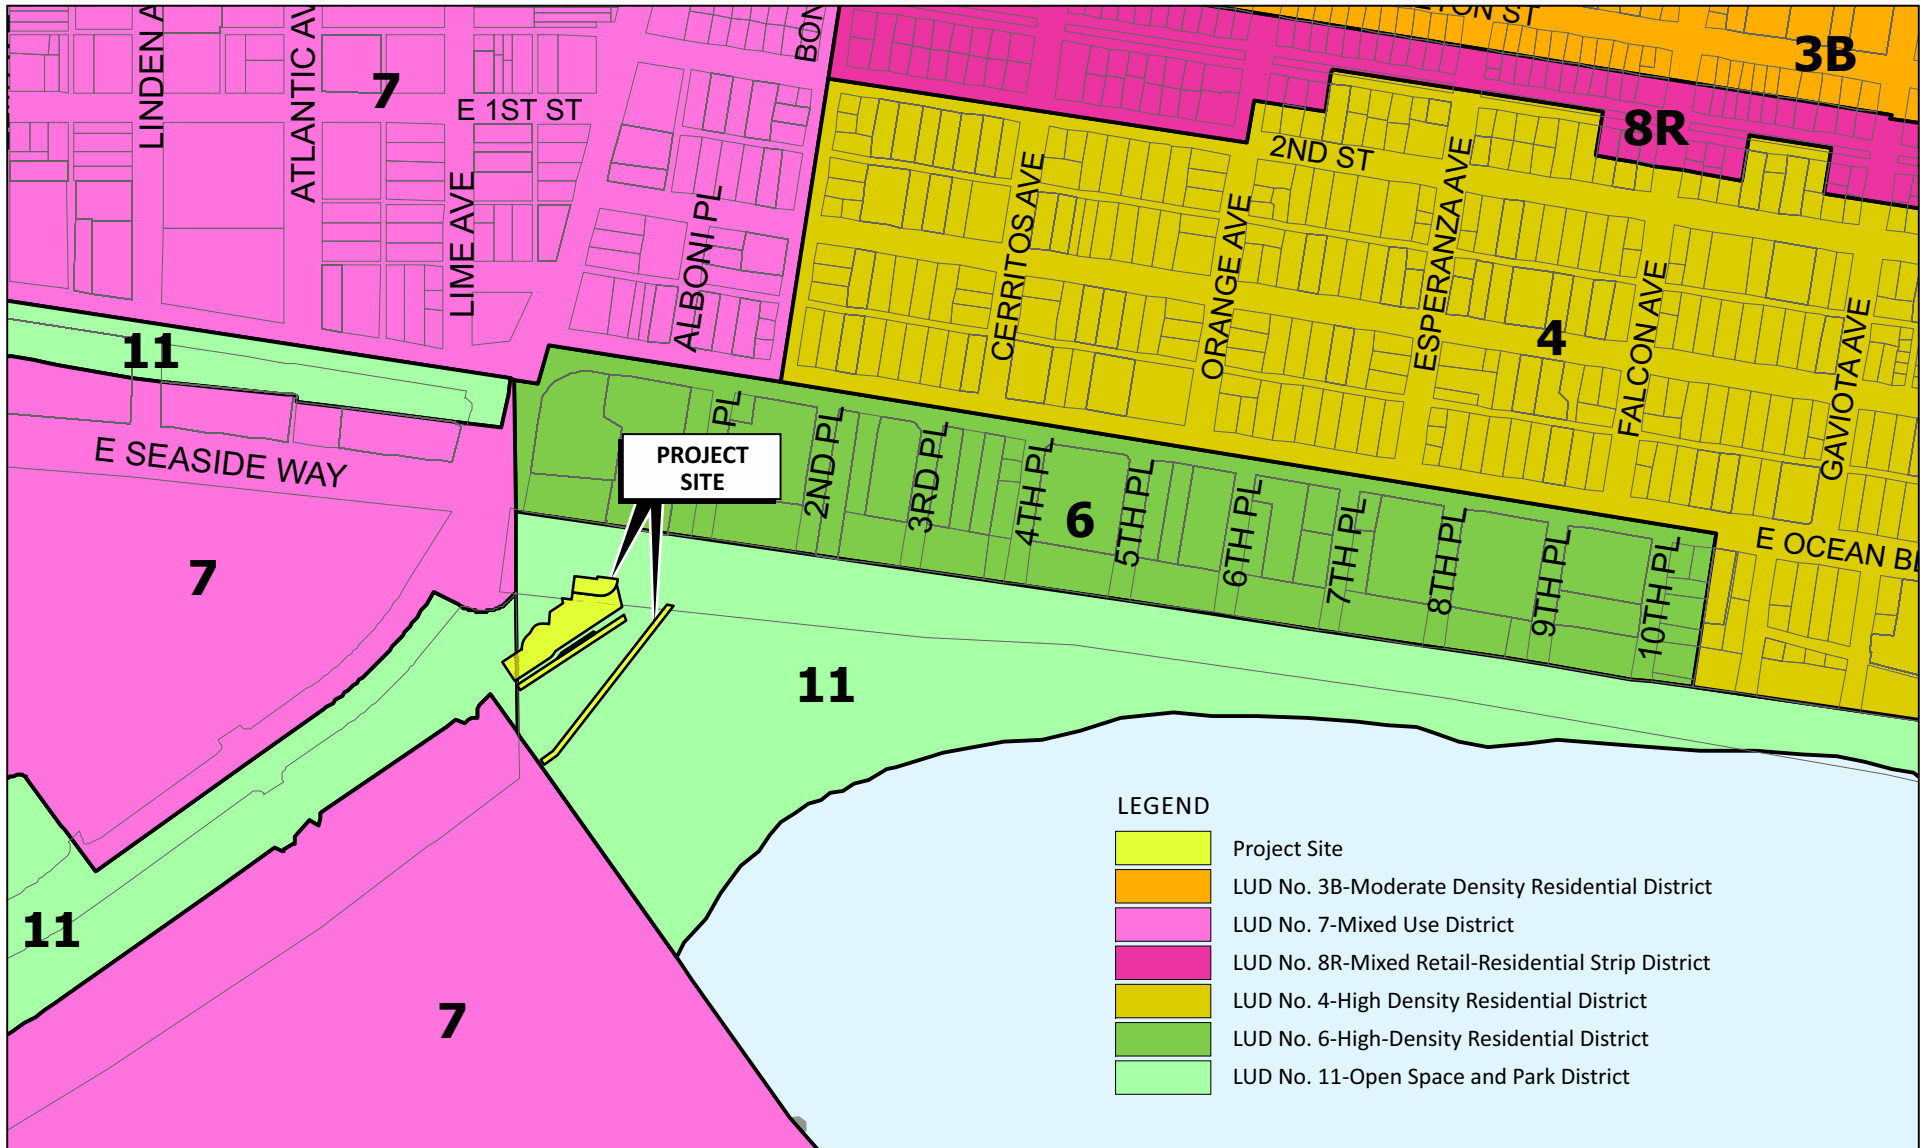 LINDEN A
ATLANTIC AV
BON
TON ST
3B
7
E 1ST ST
8R
2ND ST
LIME AVE
ALBONI PL
CERRITOS AVE
ORANGE AVE
ESPERANZA AVE
4
FALCON AVE
GAVIOTA AVE
11
E SEASIDE WAY
PL
2ND PL
3RD PL
4TH PL
5TH PL
6TH PL
7TH PL
8TH PL
9TH PL
10TH PL
6
E OCEAN BL
PROJECT
SITE
7
11
11
7
LEGEND
Project Site
LUD No. 3B-Moderate Density Residential District
LUD No. 7-Mixed Use District
LUD No. 8R-Mixed Retail-Residential Strip District
LUD No. 4-High Density Residential District
LUD No. 6-High-Density Residential District
LUD No. 11-Open Space and Park District